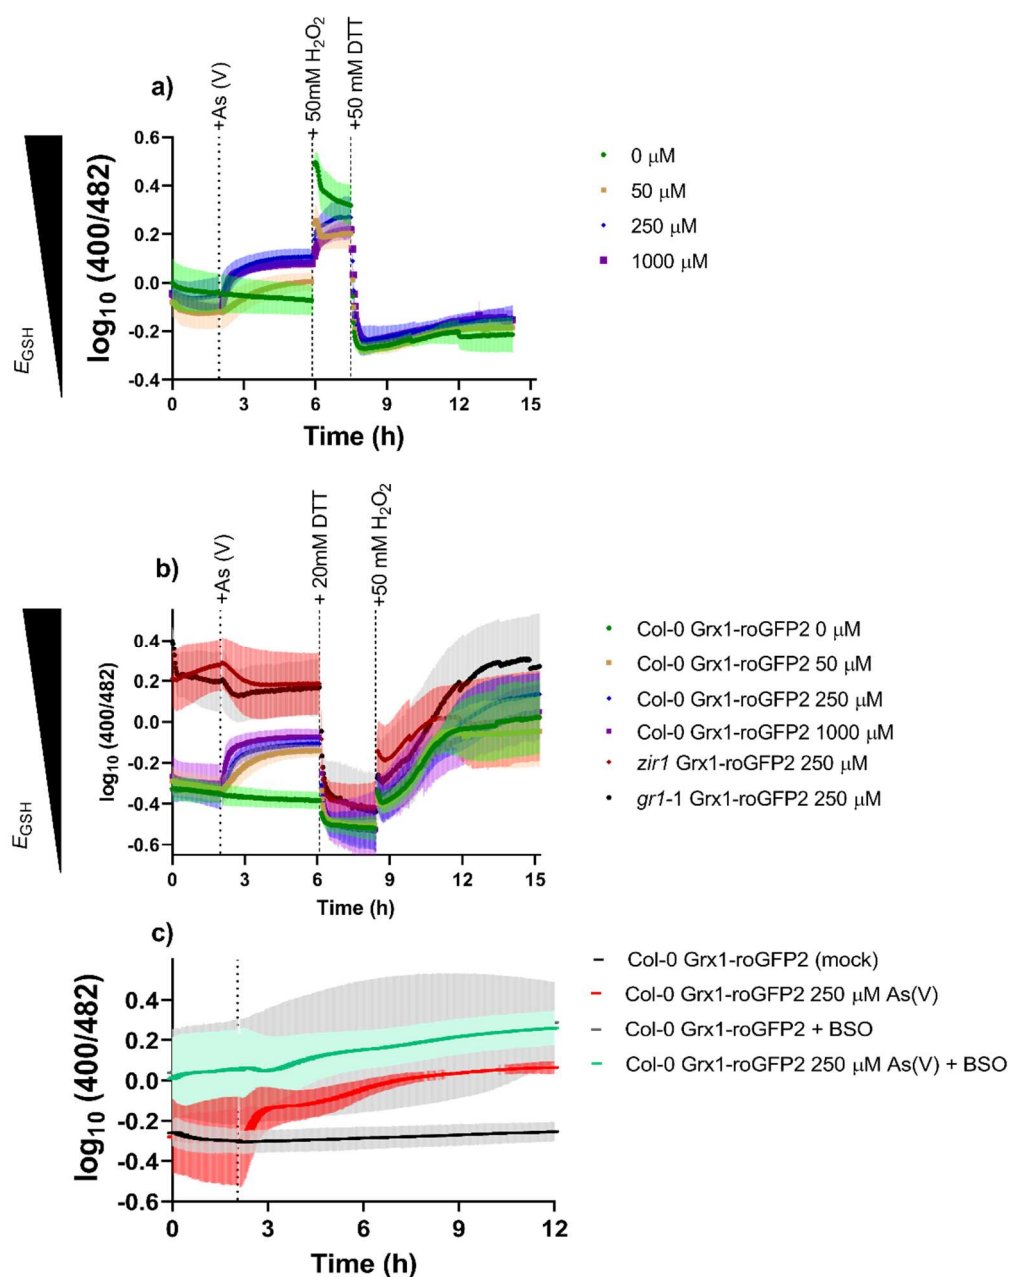 a)
+As (V)
+ 50mM H₂O₂
+50 mM DTT
E_GSH
log₁₀ (400/482)
0.6
0.4
0.2
0.0
-0.2
-0.4
0 3 6 9 12 15
Time (h)
0 µM
50 µM
250 µM
1000 µM
b)
+As (V)
+ 20mM DTT
+50 mM H₂O₂
E_GSH
log₁₀ (400/482)
0.4
0.2
0.0
-0.2
-0.4
-0.6
0 3 6 9 12 15
Time (h)
Col-0 Grx1-roGFP2 0 µM
Col-0 Grx1-roGFP2 50 µM
Col-0 Grx1-roGFP2 250 µM
Col-0 Grx1-roGFP2 1000 µM
zir1 Grx1-roGFP2 250 µM
gr1-1 Grx1-roGFP2 250 µM
c)
log₁₀ (400/482)
0.4
0.2
0.0
-0.2
-0.4
-0.6
0 3 6 9 12
Time (h)
Col-0 Grx1-roGFP2 (mock)
Col-0 Grx1-roGFP2 250 µM As(V)
Col-0 Grx1-roGFP2 + BSO
Col-0 Grx1-roGFP2 250 µM As(V) + BSO